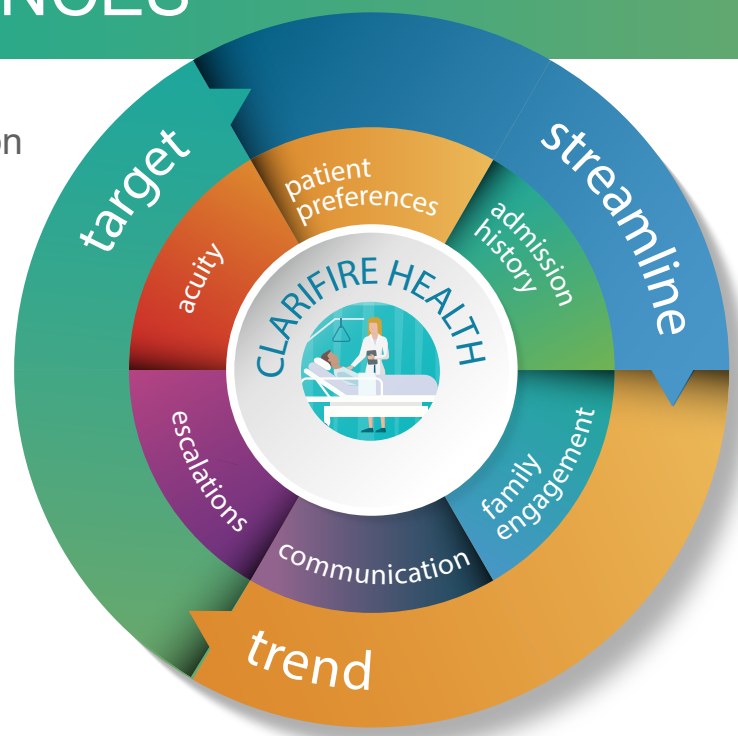 target
streamline
trend
patient
preferences
admission
history
family
engagement
communication
escalations
acuity
CLARIFIRE HEALTH